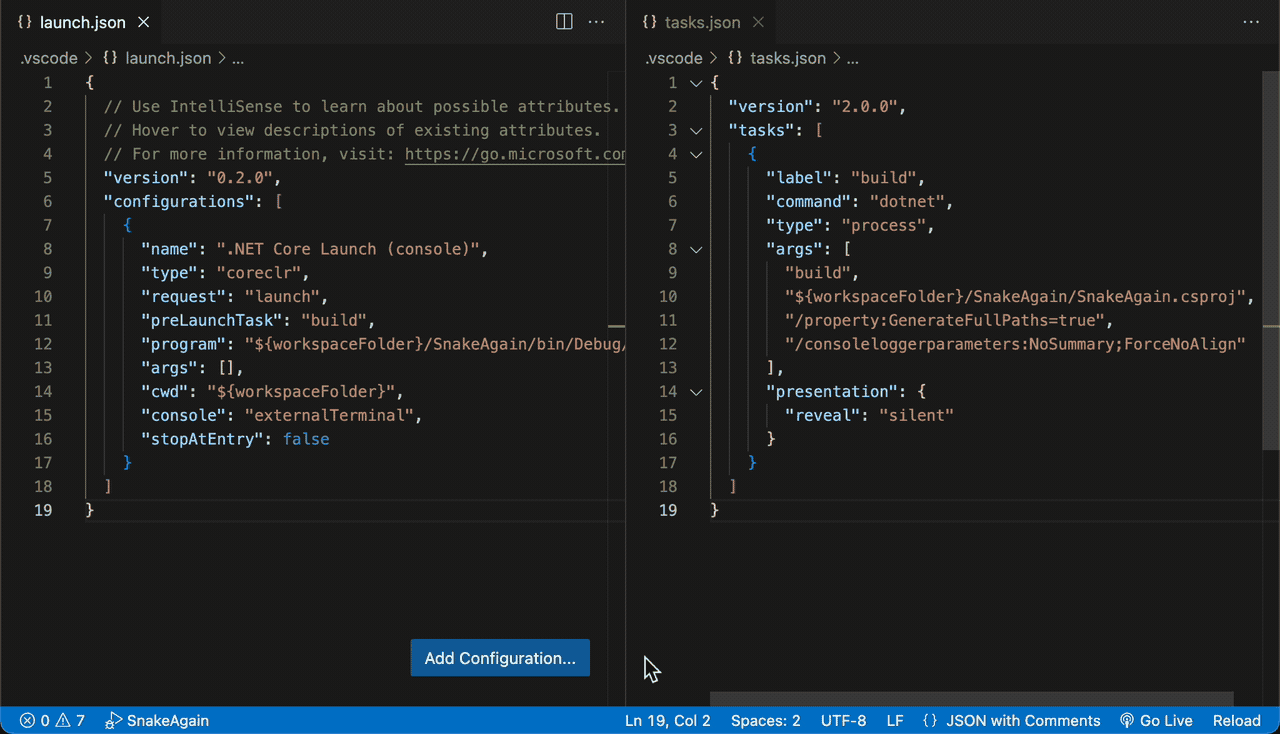 {} launch.json
.vscode > {} launch.json > ...
1 {
2 // Use IntelliSense to learn about possible attributes.
3 // Hover to view descriptions of existing attributes.
4 // For more information, visit: https://go.microsoft.co
5 "version": "0.2.0",
6 "configurations": [
7 {
8 "name": ".NET Core Launch (console)",
9 "type": "coreclr",
10 "request": "launch",
11 "preLaunchTask": "build",
12 "program": "${workspaceFolder}/SnakeAgain/bin/Debug/
13 "args": [],
14 "cwd": "${workspaceFolder}",
15 "console": "externalTerminal",
16 "stopAtEntry": false
17 }
18 ]
19 }
Add Configuration...
{} tasks.json
.vscode > {} tasks.json > ...
1 {
2 "version": "2.0.0",
3 "tasks": [
4 {
5 "label": "build",
6 "command": "dotnet",
7 "type": "process",
8 "args": [
9 "build",
10 "${workspaceFolder}/SnakeAgain/SnakeAgain.csproj",
11 "/property:GenerateFullPaths=true",
12 "/consoleloggerparameters:NoSummary;ForceNoAlign"
13 ],
14 "presentation": {
15 "reveal": "silent"
16 }
17 }
18 ]
19 }
0 7 SnakeAgain Ln 19, Col 2 Spaces: 2 UTF-8 LF {} JSON with Comments Go Live Reload